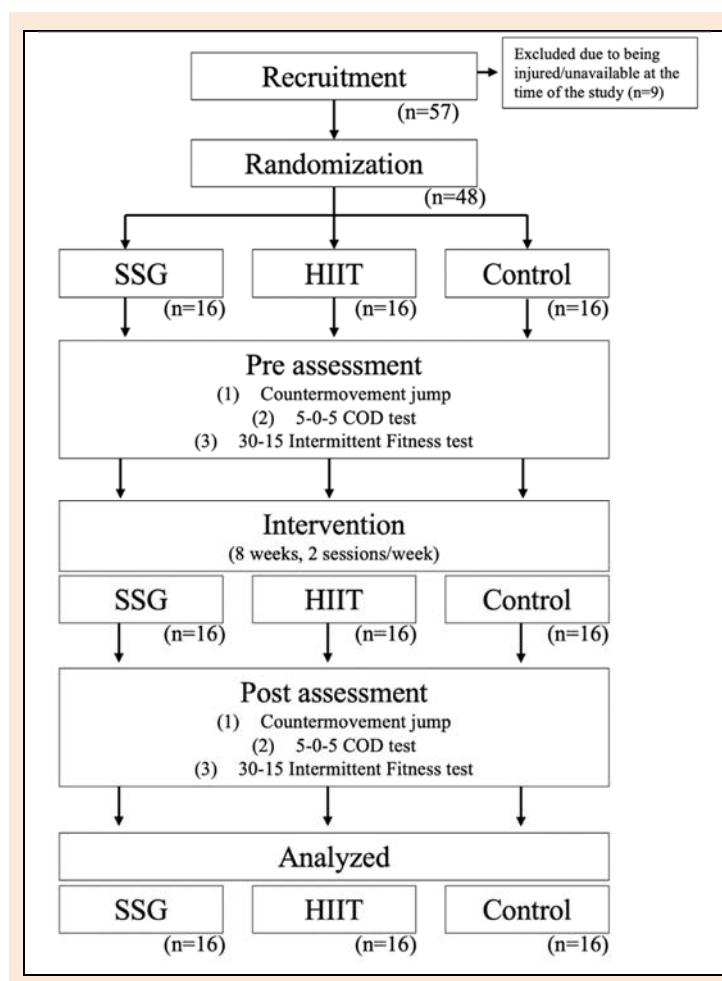 Excluded due to being
injured/unavailable at the
time of the study (n=9)
Recruitment
(n=57)
Randomization
(n=48)
SSG
HIIT
Control
(n=16)
(n=16)
(n=16)
Pre assessment
(1) Countermovement jump
(2) 5-0-5 COD test
(3) 30-15 Intermittent Fitness test
Intervention
(8 weeks, 2 sessions/week)
SSG
HIIT
Control
(n=16)
(n=16)
(n=16)
Post assessment
(1) Countermovement jump
(2) 5-0-5 COD test
(3) 30-15 Intermittent Fitness test
Analyzed
SSG
HIIT
Control
(n=16)
(n=16)
(n=16)